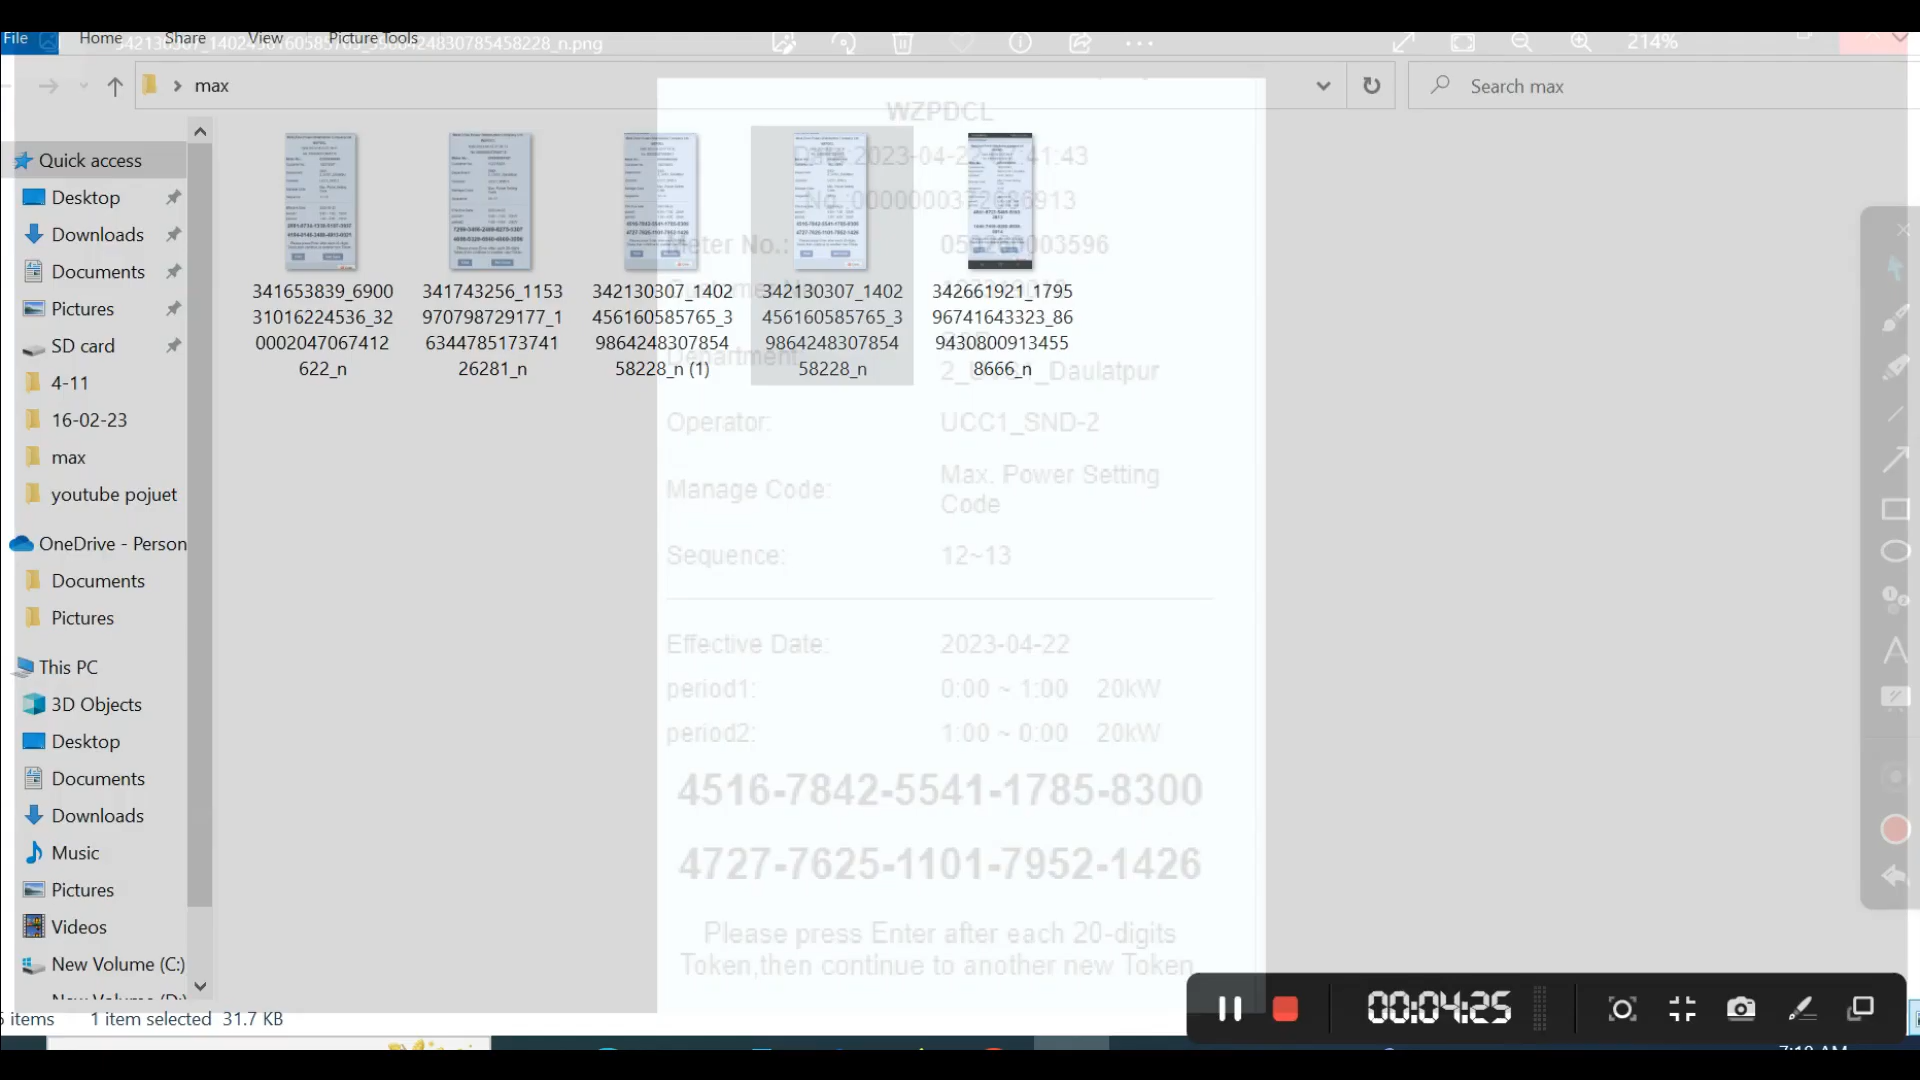 File
Home
Share
View
Picture Tools
214%
max
Search max
Quick access
Desktop
Downloads
Documents
Pictures
SD card
4-11
16-02-23
max
youtube pojuet
OneDrive - Person
Documents
Pictures
This PC
3D Objects
Desktop
Documents
Downloads
Music
Pictures
Videos
New Volume (C:)
341653839_6900
31016224536_32
0002047067412
622_n
341743256_1153
970798729177_1
6344785173741
26281_n
342130307_1402
456160585765_3
9864248307854
58228_n (1)
342130307_1402
456160585765_3
9864248307854
58228_n
342661921_1795
96741643323_86
9430800913455
8666_n
WZPDCL
Meter No.:
Department:
Daulatpur
Operator: UCC1_SND-2
Manage Code: Max. Power Setting
Code
Sequence: 12~13
Effective Date: 2023-04-22
period1: 0:00 ~ 1:00 20kW
period2: 1:00 ~ 0:00 20kW
4516-7842-5541-1785-8300
4727-7625-1101-7952-1426
Please press Enter after each 20-digits
Token,then continue to another new Token
items
1 item selected 31.7 KB
00:04:25